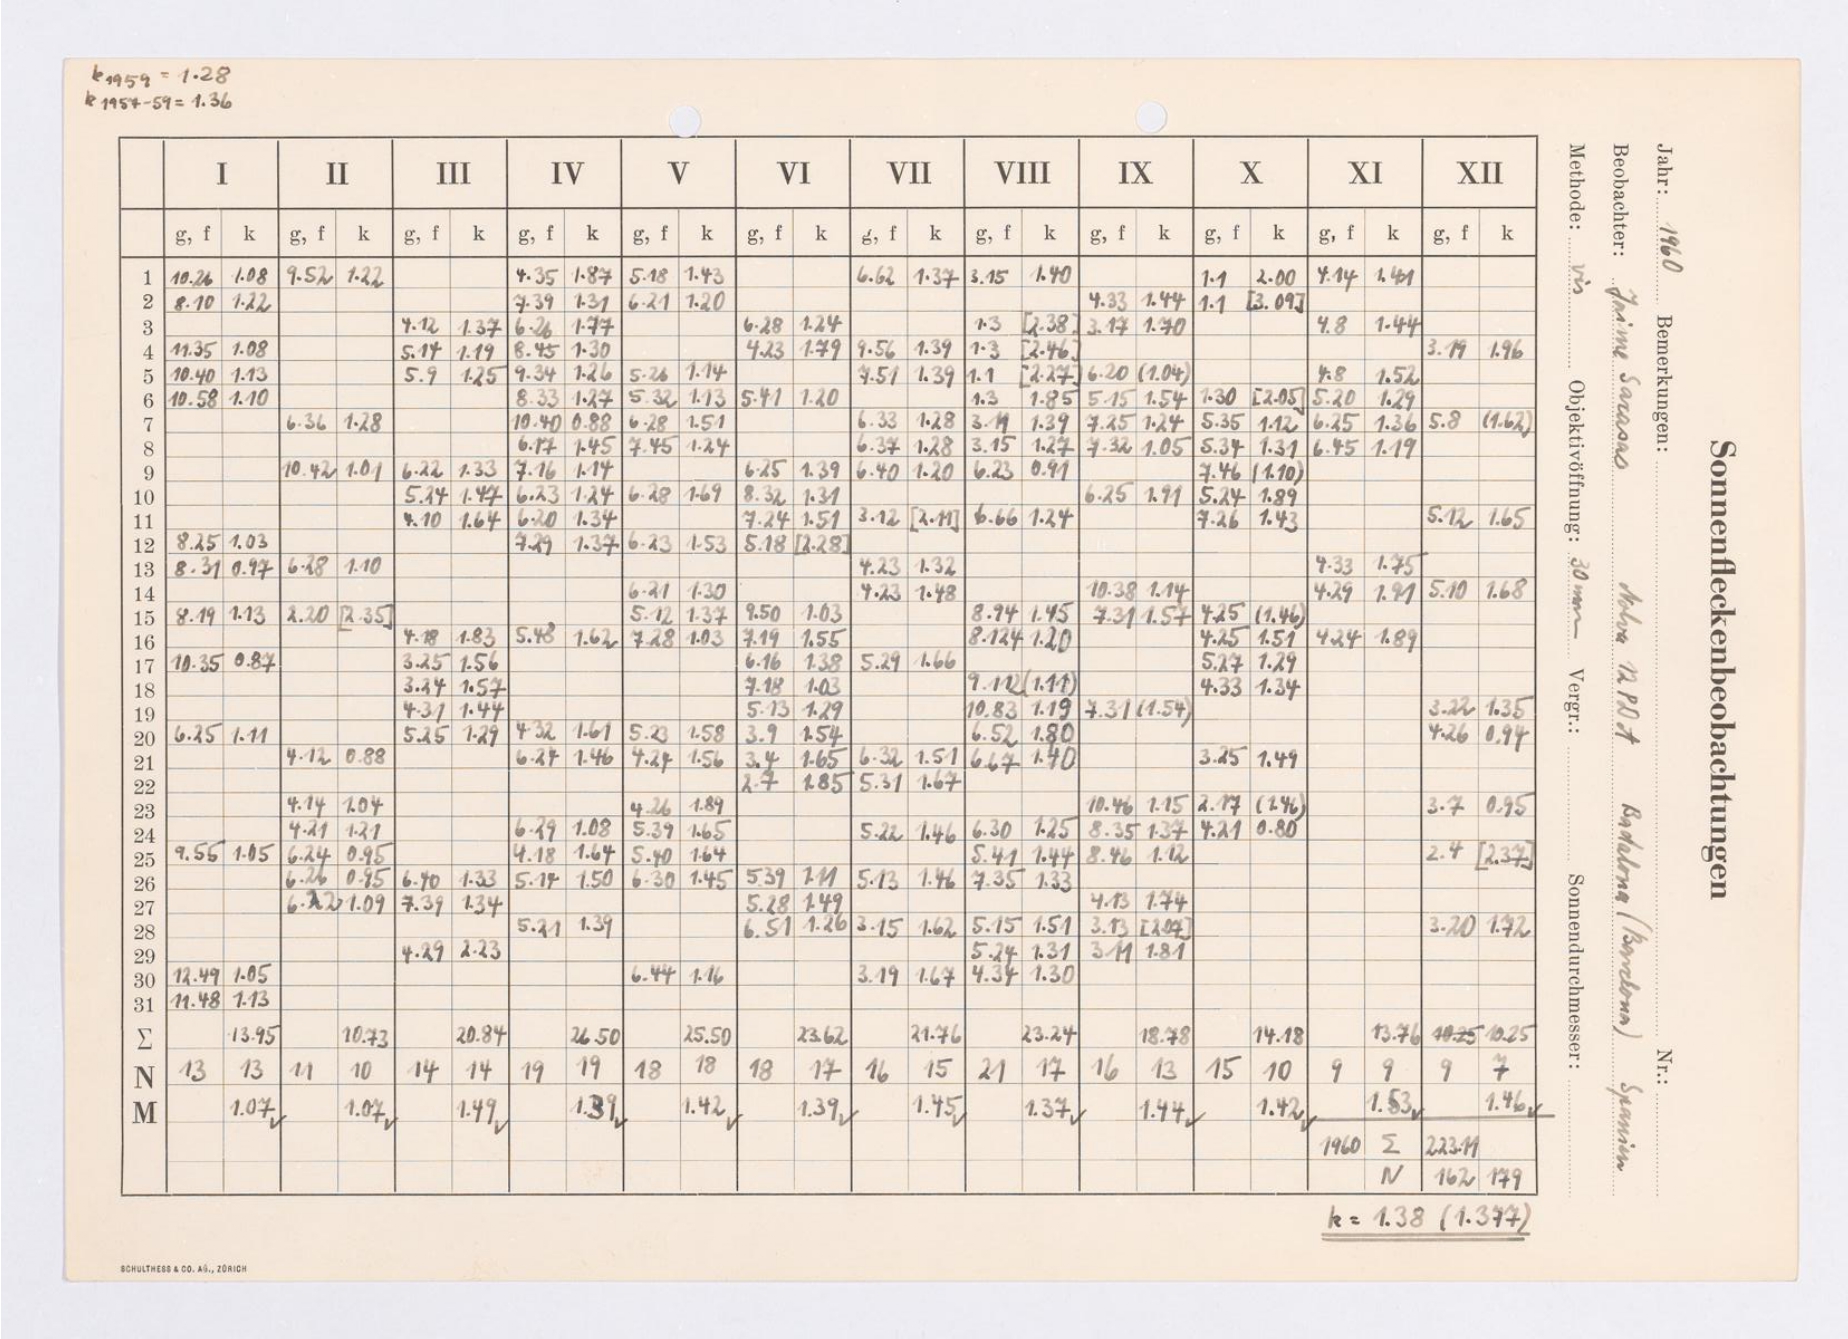 k 1959 = 1.28
k 1957-59 = 1.36
I II III IV V VI VII VIII IX X XI XII
g, f k g, f k g, f k g, f k g, f k g, f k g, f k g, f k g, f k g, f k g, f k g, f k
1 10.26 1.08 9.52 1.22 4.35 1.87 5.18 1.43 6.62 1.37 3.15 1.40 1.1 2.00 4.14 1.41
2 8.10 1.22 7.39 1.31 6.21 1.20 4.33 1.44 1.1 [3.09]
3 4.12 1.37 6.26 1.77 6.28 1.24 1.3 [2.38] 3.17 1.70 4.8 1.44
4 11.35 1.08 5.14 1.19 8.45 1.30 4.23 1.79 9.56 1.39 1.3 [2.46] 3.19 1.96
5 10.40 1.13 5.9 1.25 9.34 1.26 5.26 1.14 7.51 1.39 1.1 [2.27] 6.20 (1.04) 4.8 1.52
6 10.58 1.10 8.33 1.27 5.32 1.13 5.41 1.20 1.3 1.85 5.15 1.54 1.30 [2.05] 5.20 1.29
7 6.36 1.28 10.40 0.88 6.28 1.51 6.33 1.28 3.11 1.39 7.25 1.24 5.35 1.12 6.25 1.36 5.8 (1.62)
8 6.17 1.45 7.45 1.24 6.37 1.28 3.15 1.27 7.32 1.05 5.34 1.31 6.45 1.19
9 10.42 1.01 6.22 1.33 7.16 1.14 6.25 1.39 6.40 1.20 6.23 0.91 7.46 (1.10)
10 5.24 1.47 6.23 1.24 6.28 1.69 8.32 1.31 6.25 1.91 5.24 1.89
11 4.10 1.64 6.20 1.34 7.24 1.51 3.12 [2.11] 6.66 1.24 7.26 1.43 5.12 1.65
12 8.25 1.03 7.29 1.37 6.23 1.53 5.18 [2.28]
13 8.31 0.97 6.28 1.10 4.23 1.32 4.33 1.75
14 6.21 1.30 4.23 1.48 10.38 1.14 4.29 1.91 5.10 1.68
15 8.19 1.13 2.20 [2.35] 5.12 1.37 9.50 1.03 8.94 1.45 7.31 1.57 4.25 (1.46)
16 4.18 1.83 5.48 1.62 7.28 1.03 7.19 1.55 8.124 1.20 4.25 1.51 4.24 1.89
17 10.35 0.87 3.25 1.56 6.16 1.38 5.29 1.66 5.27 1.29
18 3.24 1.57 7.18 1.03 9.112 (1.11) 4.33 1.34
19 4.31 1.44 5.13 1.29 10.83 1.19 7.31 (1.54) 3.22 1.35
20 6.25 1.11 5.25 1.29 4.32 1.61 5.23 1.58 3.9 1.54 6.52 1.80 4.26 0.94
21 4.12 0.88 6.24 1.46 4.24 1.56 3.4 1.65 6.32 1.51 6.67 1.40 3.25 1.49
22 2.7 1.85 5.31 1.67
23 4.14 1.04 4.26 1.89 10.46 1.15 2.17 (1.46) 3.7 0.95
24 4.21 1.21 6.29 1.08 5.39 1.65 5.22 1.46 6.30 1.25 8.35 1.37 4.21 0.80
25 9.55 1.05 6.24 0.95 4.18 1.64 5.40 1.64 5.41 1.44 8.46 1.12 2.4 [2.37]
26 6.26 0.95 6.40 1.33 5.14 1.50 6.30 1.45 5.39 1.11 5.13 1.46 7.35 1.33
27 1.09 7.39 1.34 5.28 1.49 4.13 1.74
28 5.21 1.39 6.51 1.26 3.15 1.62 5.15 1.51 3.13 [2.07] 3.20 1.72
29 4.29 2.23 5.24 1.31 3.11 1.81
30 12.49 1.05 6.44 1.16 3.19 1.67 4.34 1.30
31 11.48 1.13
Σ 13.95 10.73 20.84 26.50 25.50 23.62 21.76 23.24 18.78 14.18 13.76 10.25 10.25
N 13 13 11 10 14 14 19 19 18 18 18 17 16 15 21 17 16 13 15 10 9 9 9 7
M 1.07✓ 1.07✓ 1.49✓ 1.39✓ 1.42✓ 1.39✓ 1.45✓ 1.37✓ 1.44✓ 1.42✓ 1.53✓ 1.46✓
1960 Σ 223.11
N 162 179
k = 1.38 (1.377)
SCHULTHESS & CO. AG., ZÜRICH
Sonnenfleckenbeobachtungen
Jahr: 1960 Bemerkungen: Nr.:
Beobachter: Jaime Sarasas Badalona (Barcelona) Spanien
Methode: vis Objektivöffnung: 30 mm Vergr.: Sonnendurchmesser: